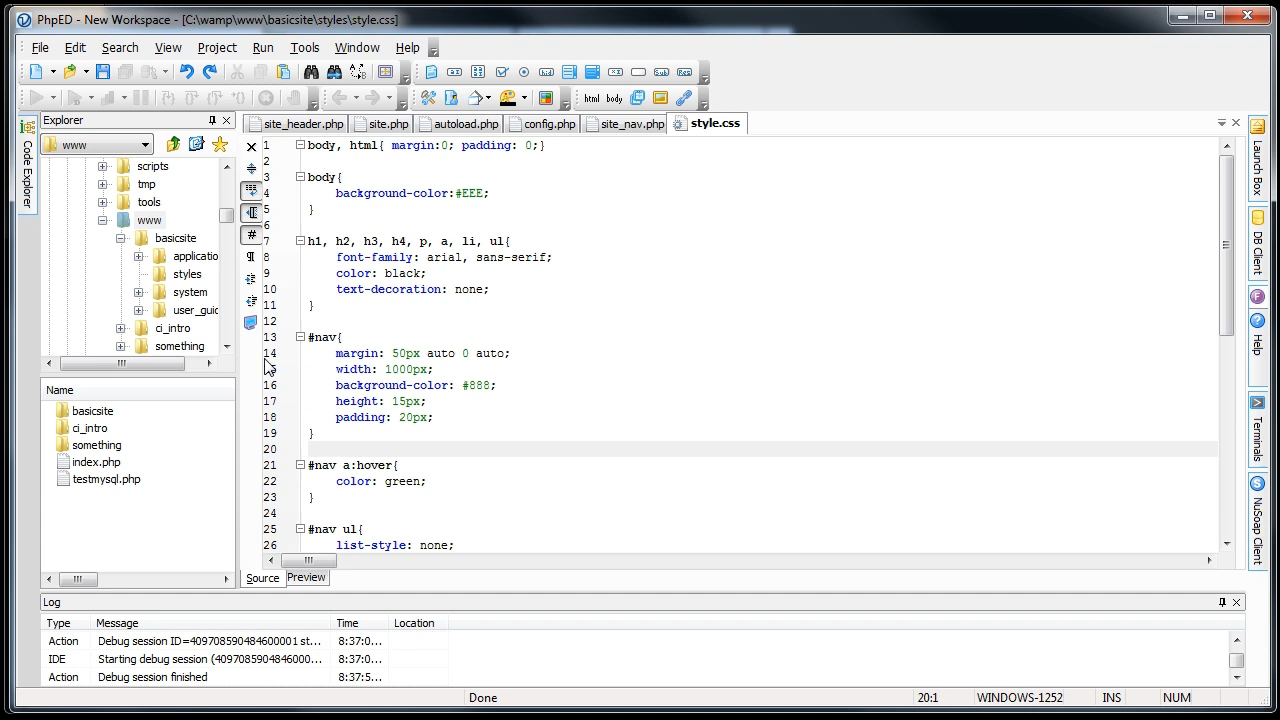 PhpED - New Workspace - [C:\wamp\www\basicsite\styles\style.css]
File Edit Search View Project Run Tools Window Help
html body
Explorer
site_header.php site.php autoload.php config.php site_nav.php style.css
www
Code Explorer
scripts
tmp
tools
www
basicsite
applicatio
styles
system
user_guid
ci_intro
something
Name
basicsite
ci_intro
something
index.php
testmysql.php
1 body, html{ margin:0; padding: 0;}
2
3 body{
4 background-color:#EEE;
5 }
6
7 h1, h2, h3, h4, p, a, li, ul{
8 font-family: arial, sans-serif;
9 color: black;
10 text-decoration: none;
11 }
12
13 #nav{
14 margin: 50px auto 0 auto;
width: 1000px;
16 background-color: #888;
17 height: 15px;
18 padding: 20px;
19 }
20
21 #nav a:hover{
22 color: green;
23 }
24
25 #nav ul{
26 list-style: none;
Source Preview
Launch Box
DB Client
Help
Terminals
NuSoap Client
Log
Type Message Time Location
Action Debug session ID=409708590484600001 st... 8:37:0...
IDE Starting debug session (4097085904846000... 8:37:0...
Action Debug session finished 8:37:5...
Done 20:1 WINDOWS-1252 INS NUM